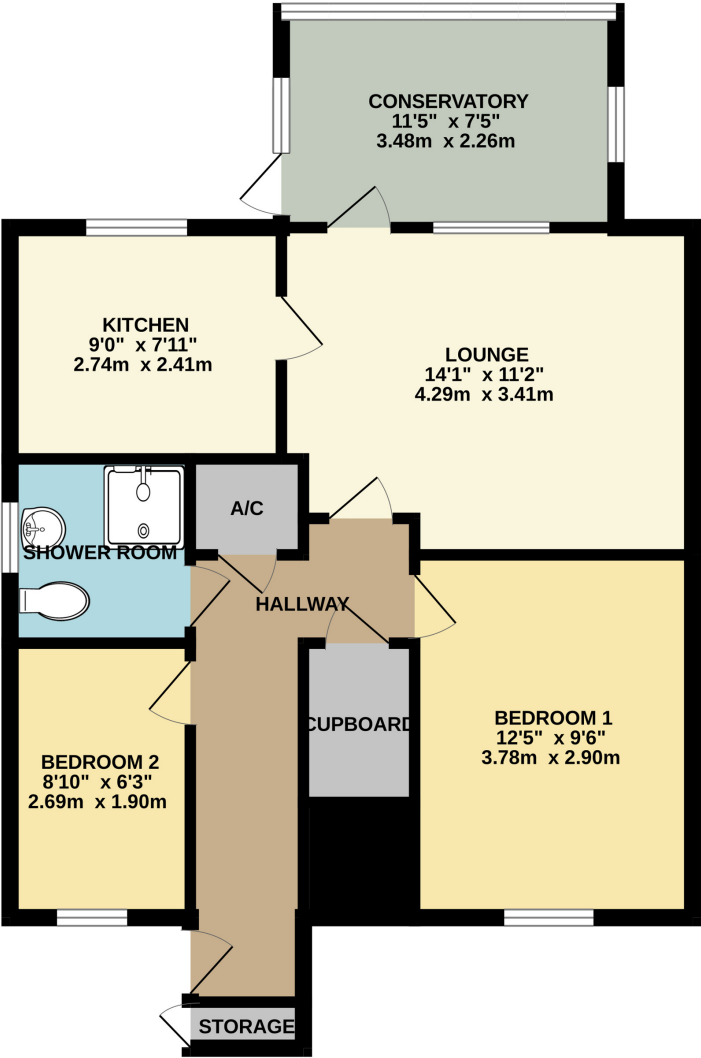 CONSERVATORY
11'5" x 7'5"
3.48m x 2.26m
KITCHEN
9'0" x 7'11"
2.74m x 2.41m
LOUNGE
14'1" x 11'2"
4.29m x 3.41m
A/C
SHOWER ROOM
HALLWAY
CUPBOARD
BEDROOM 1
12'5" x 9'6"
3.78m x 2.90m
BEDROOM 2
8'10" x 6'3"
2.69m x 1.90m
STORAGE